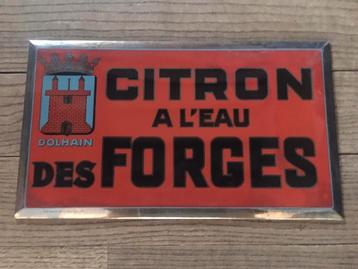 CITRON
A L'EAU
DOLHAIN
DES FORGES